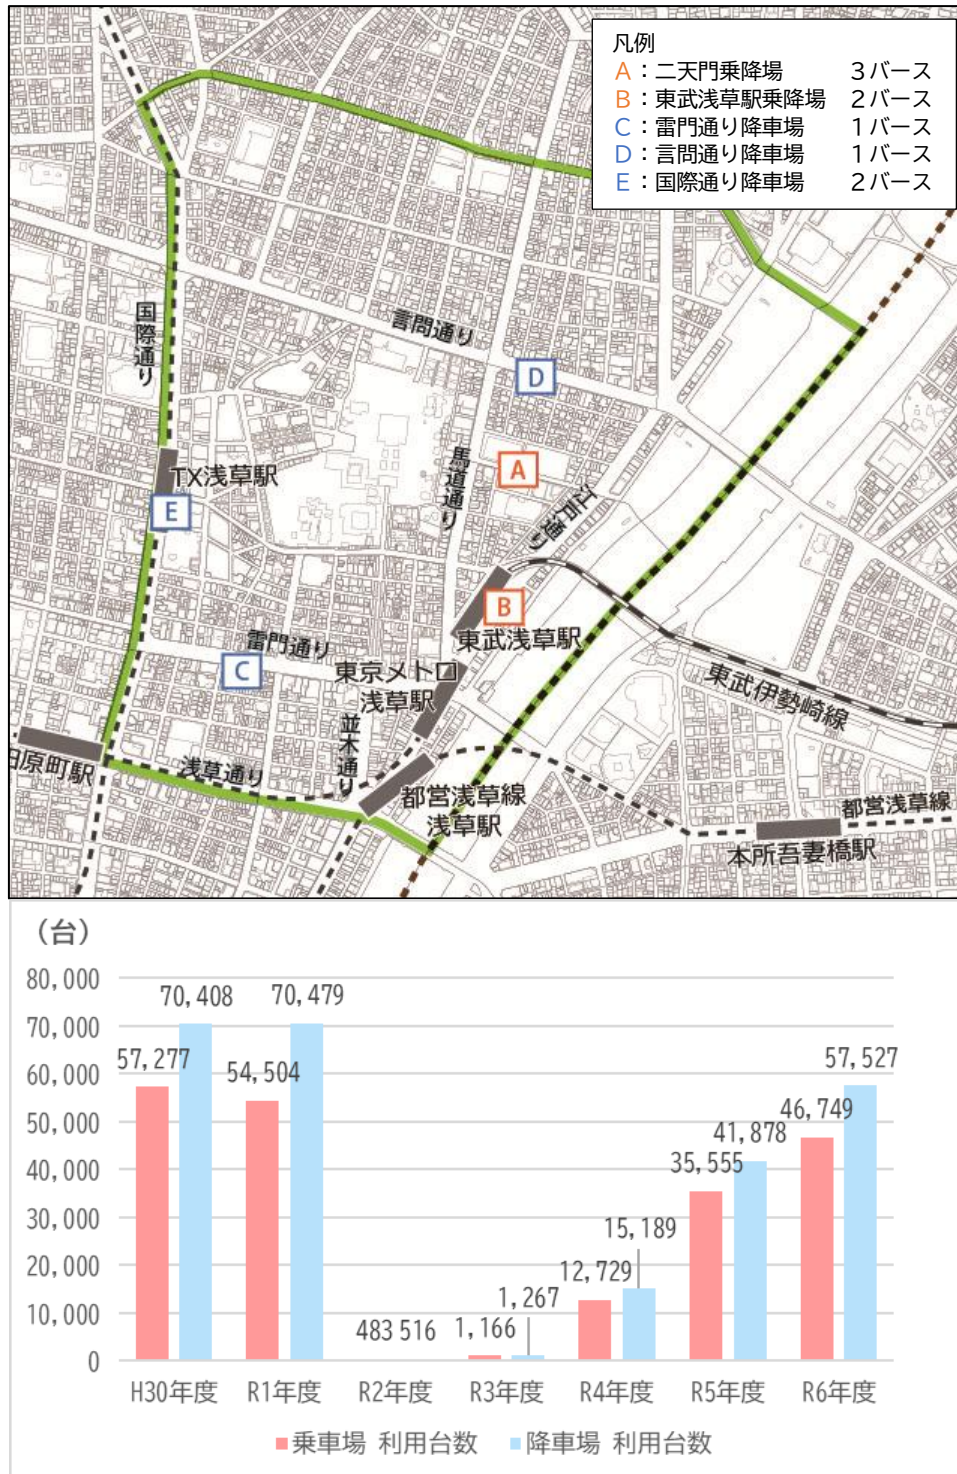 凡例
A：二天門乗降場 3バース
B：東武浅草駅乗降場 2バース
C：雷門通り降車場 1バース
D：言問通り降車場 1バース
E：国際通り降車場 2バース
国際通り
言問通り
D
馬道通り
A
江戸通り
TX浅草駅
E
B
東武浅草駅
雷門通り
C
東京メトロ
浅草駅
東武伊勢崎線
並木通り
田原町駅
浅草通り
都営浅草線
浅草駅
都営浅草線
本所吾妻橋駅
（台）
80,000
70,000
60,000
50,000
40,000
30,000
20,000
10,000
0
57,277
70,408
54,504
70,479
483 516
1,166
1,267
12,729
15,189
35,555
41,878
46,749
57,527
H30年度 R1年度 R2年度 R3年度 R4年度 R5年度 R6年度
乗車場 利用台数 降車場 利用台数